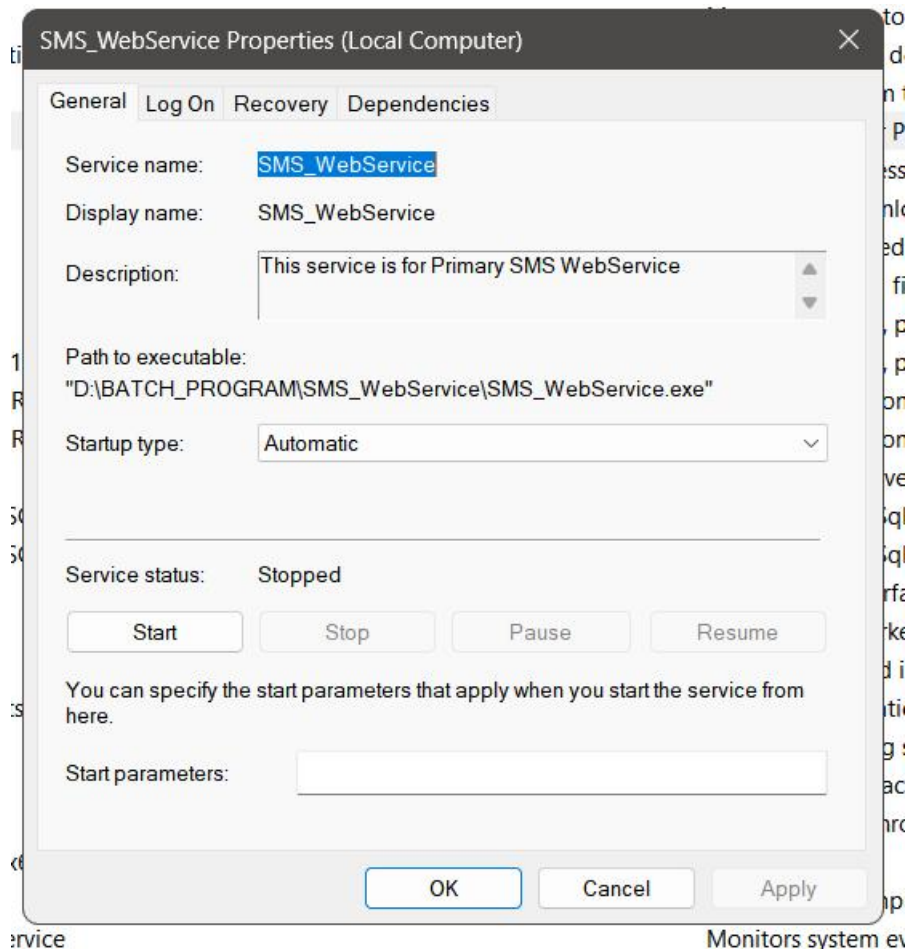 SMS_WebService Properties (Local Computer)
General Log On Recovery Dependencies
Service name: SMS_WebService
Display name: SMS_WebService
Description: This service is for Primary SMS WebService
Path to executable:
"D:\BATCH_PROGRAM\SMS_WebService\SMS_WebService.exe"
Startup type: Automatic
Service status: Stopped
Start Stop Pause Resume
You can specify the start parameters that apply when you start the service from
here.
Start parameters:
OK Cancel Apply
Monitors system